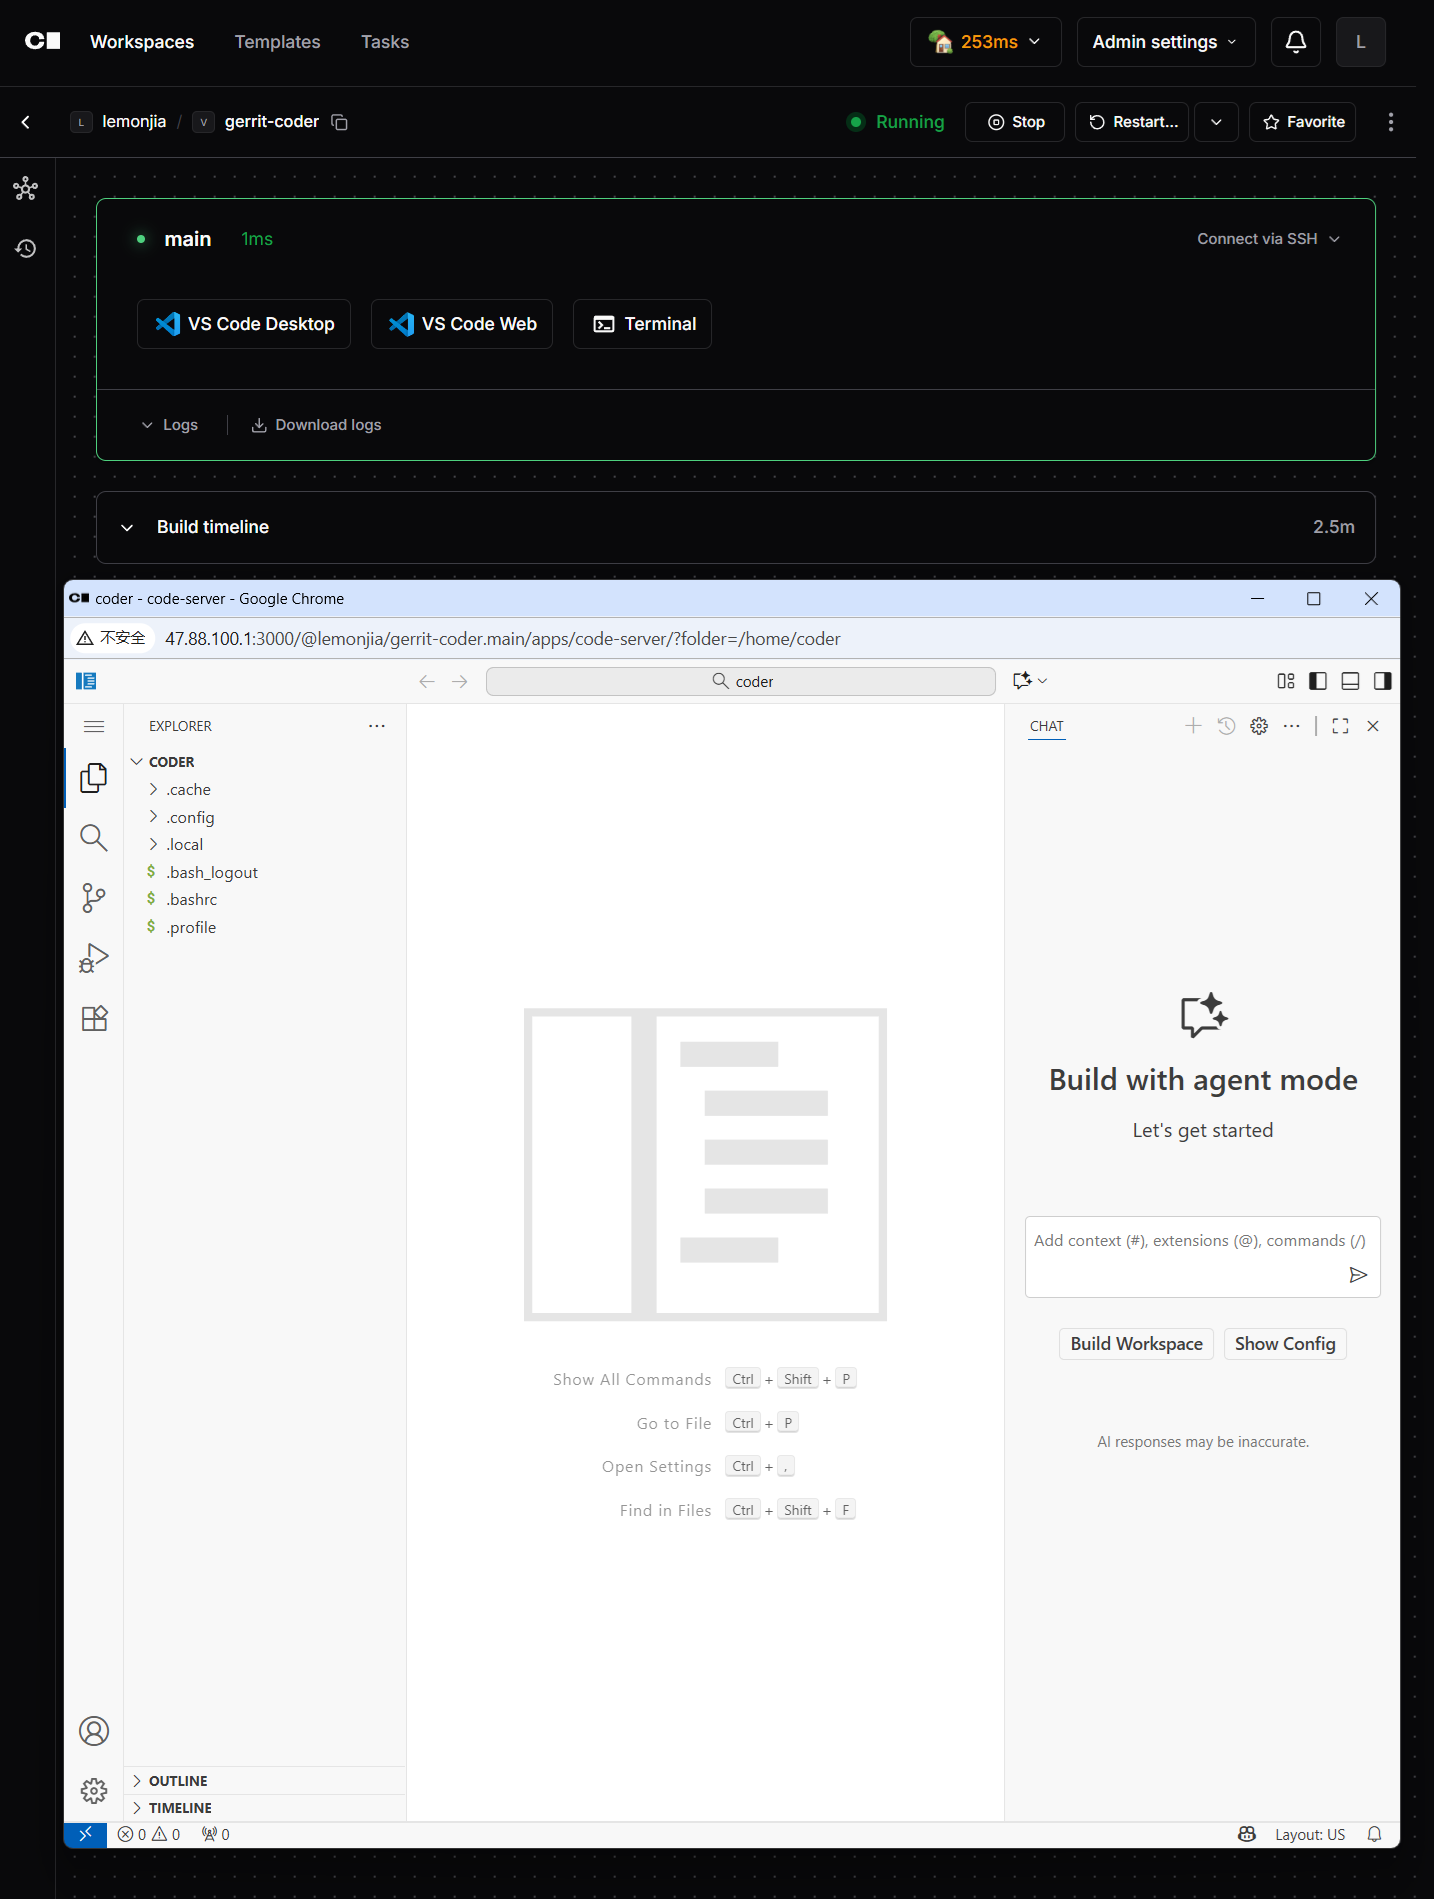 Workspaces Templates Tasks 253ms Admin settings L
L lemonjia / V gerrit-coder Running Stop Restart... Favorite
main 1ms Connect via SSH
VS Code Desktop VS Code Web Terminal
Logs Download logs
Build timeline 2.5m
coder - code-server - Google Chrome
不安全 47.88.100.1:3000/@lemonjia/gerrit-coder.main/apps/code-server/?folder=/home/coder
coder
EXPLORER
CODER
.cache
.config
.local
$ .bash_logout
$ .bashrc
$ .profile
Show All Commands Ctrl + Shift + P
Go to File Ctrl + P
Open Settings Ctrl + ,
Find in Files Ctrl + Shift + F
CHAT
Build with agent mode
Let's get started
Add context (#), extensions (@), commands (/)
Build Workspace Show Config
AI responses may be inaccurate.
OUTLINE
TIMELINE
0 0 0 Layout: US